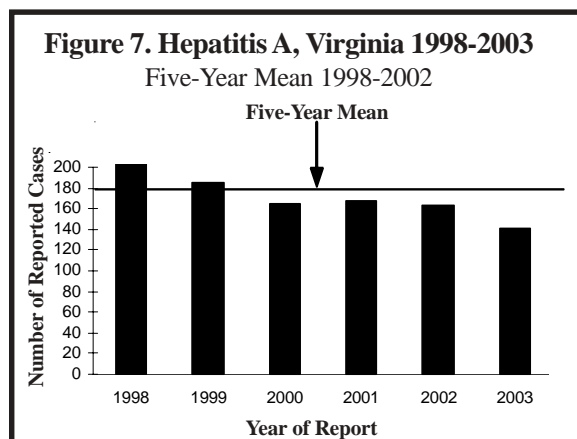 Figure 7. Hepatitis A, Virginia 1998-2003
Five-Year Mean 1998-2002
Five-Year Mean
Number of Reported Cases
200
180
160
140
120
100
80
60
40
20
0
1998 1999 2000 2001 2002 2003
Year of Report